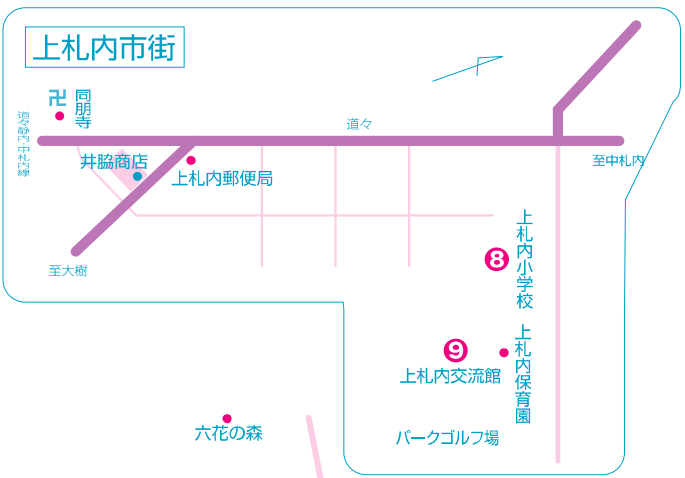 上札内市街
卍
同朋寺
道々静内・中札内線
道々
井脇商店
上札内郵便局
至中札内
至大樹
上札内小学校
8
9
上札内交流館
上札内保育園
六花の森
パークゴルフ場